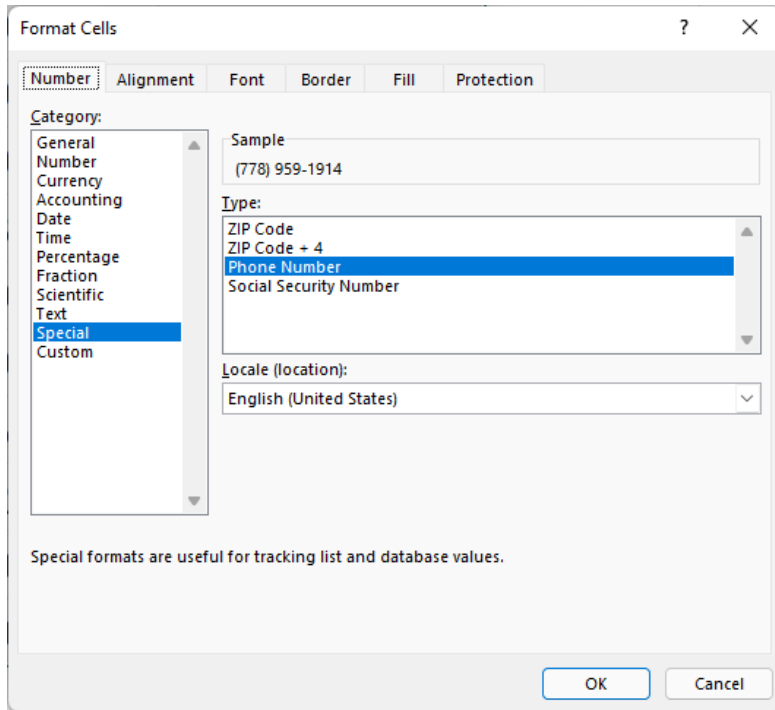 Format Cells
?
Number Alignment Font Border Fill Protection
Category:
General
Number
Currency
Accounting
Date
Time
Percentage
Fraction
Scientific
Text
Special
Custom
Sample
(778) 959-1914
Type:
ZIP Code
ZIP Code + 4
Phone Number
Social Security Number
Locale (location):
English (United States)
Special formats are useful for tracking list and database values.
OK Cancel